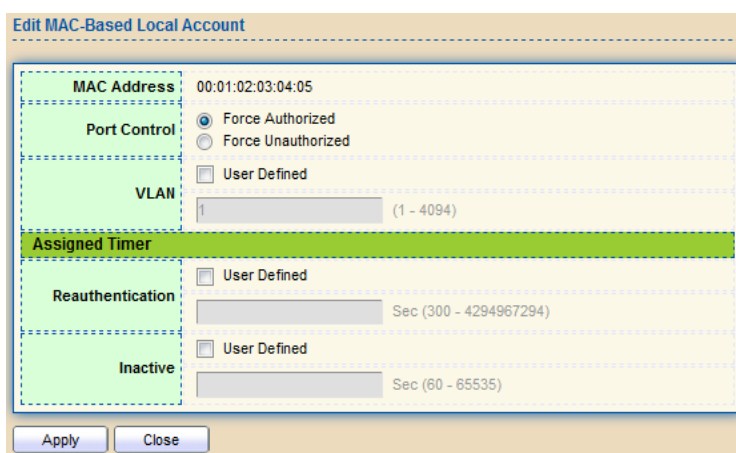 Edit MAC-Based Local Account
MAC Address 00:01:02:03:04:05
Port Control Force Authorized
Force Unauthorized
VLAN User Defined
1 (1 - 4094)
Assigned Timer
Reauthentication User Defined
Sec (300 - 4294967294)
Inactive User Defined
Sec (60 - 65535)
Apply Close